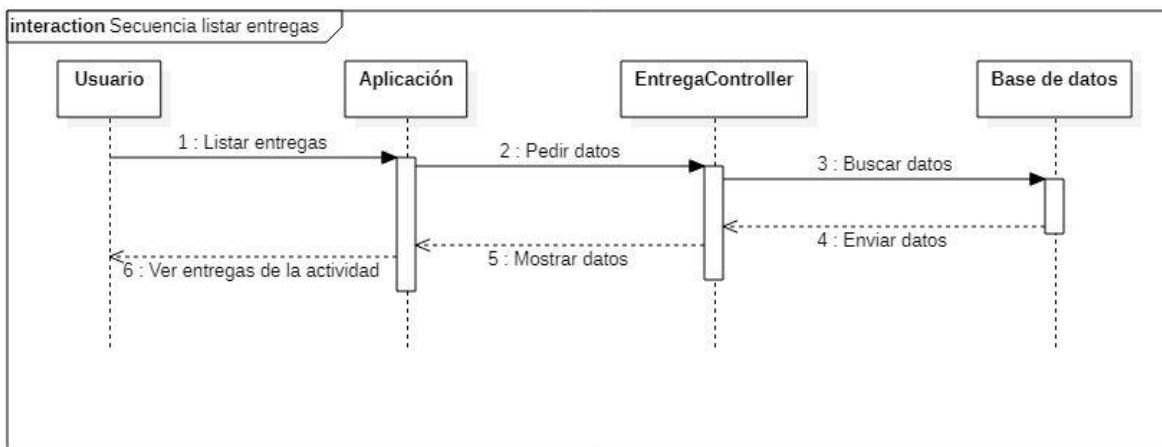 interaction Secuencia listar entregas
Usuario
Aplicación
EntregaController
Base de datos
1 : Listar entregas
2 : Pedir datos
3 : Buscar datos
4 : Enviar datos
5 : Mostrar datos
6 : Ver entregas de la actividad